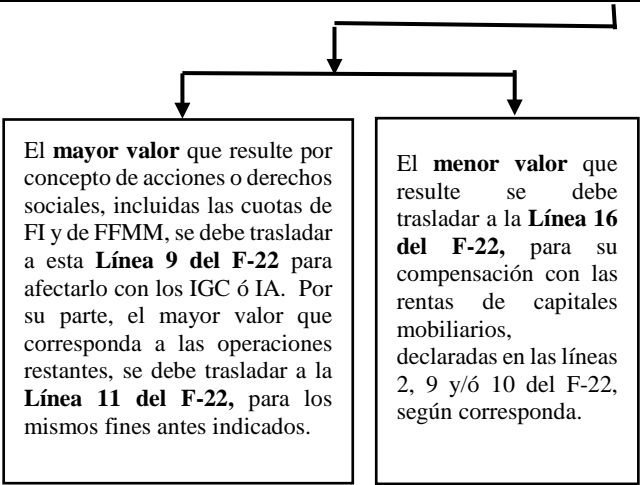 El mayor valor que resulte por
concepto de acciones o derechos
sociales, incluidas las cuotas de
FI y de FFMM, se debe trasladar
a esta Línea 9 del F-22 para
afectarlo con los IGC ó IA. Por
su parte, el mayor valor que
corresponda a las operaciones
restantes, se debe trasladar a la
Línea 11 del F-22, para los
mismos fines antes indicados.
El menor valor que
resulte se debe
trasladar a la Línea 16
del F-22, para su
compensación con las
rentas de capitales
mobiliarios,
declaradas en las líneas
2, 9 y/ó 10 del F-22,
según corresponda.